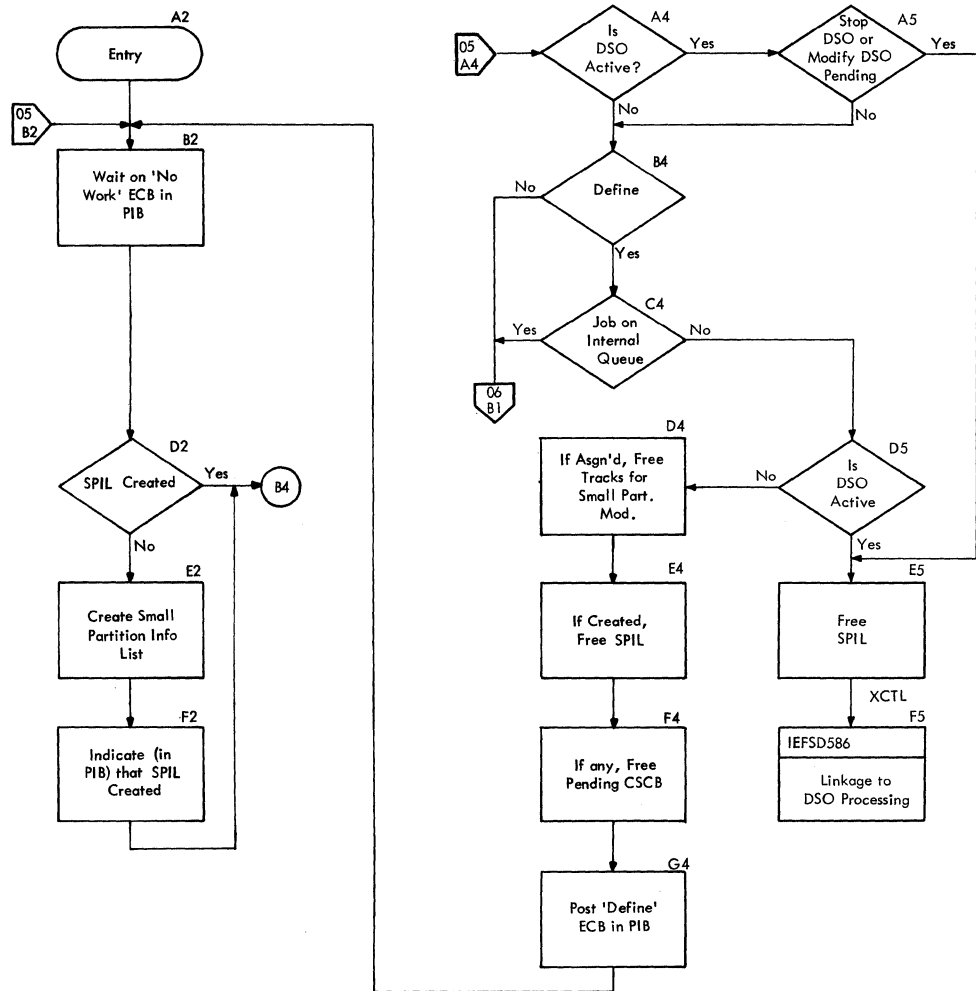 A2
Entry
05
B2
B2
Wait on 'No
Work' ECB in
PIB
D2
SPIL Created
Yes
B4
No
E2
Create Small
Partition Info
List
F2
Indicate (in
PIB) that SPIL
Created
05
A4
A4
Is
DSO
Active?
Yes
No
A5
Stop
DSO or
Modify DSO
Pending
Yes
No
B4
Define
No
Yes
C4
Job on
Internal
Queue
Yes
No
06
B1
D4
If Asgn'd, Free
Tracks for
Small Part.
Mod.
D5
Is
DSO
Active
No
Yes
E4
If Created,
Free SPIL
E5
Free
SPIL
XCTL
F4
If any, Free
Pending CSCB
F5
IEFSD586
Linkage to
DSO Processing
G4
Post 'Define'
ECB in PIB